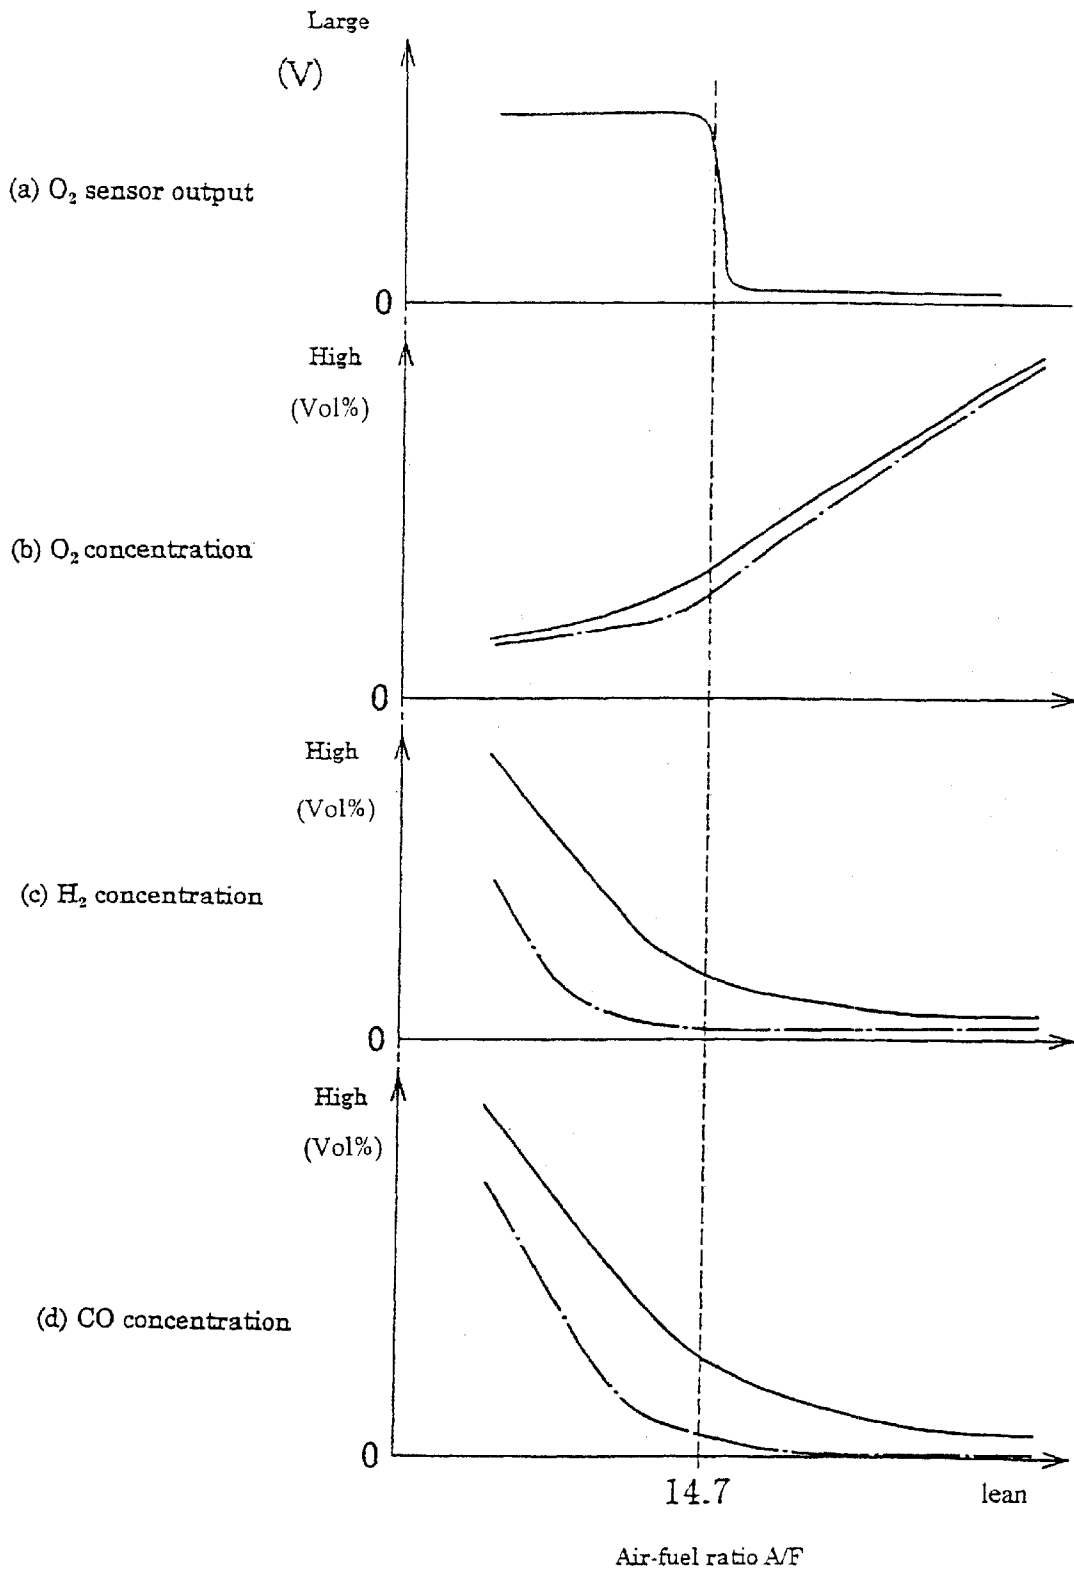 Large
(V)
(a) O₂ sensor output
0
High
(Vol%)
(b) O₂ concentration
0
High
(Vol%)
(c) H₂ concentration
0
High
(Vol%)
(d) CO concentration
0
14.7
lean
Air-fuel ratio A/F